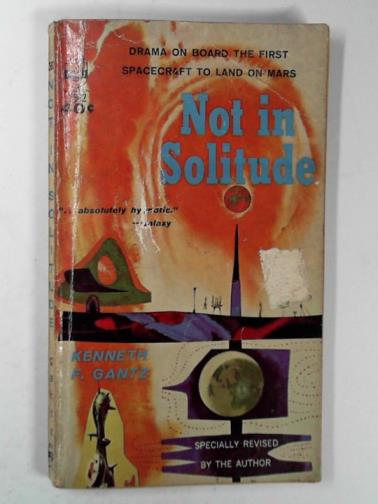 DRAMA ON BOARD THE FIRST
SPACECRAFT TO LAND ON MARS
Not in
Solitude
". . . absolutely hypnotic."
—Galaxy
KENNETH
F. GANTZ
SPECIALLY REVISED
BY THE AUTHOR
NOT IN SOLITUDE